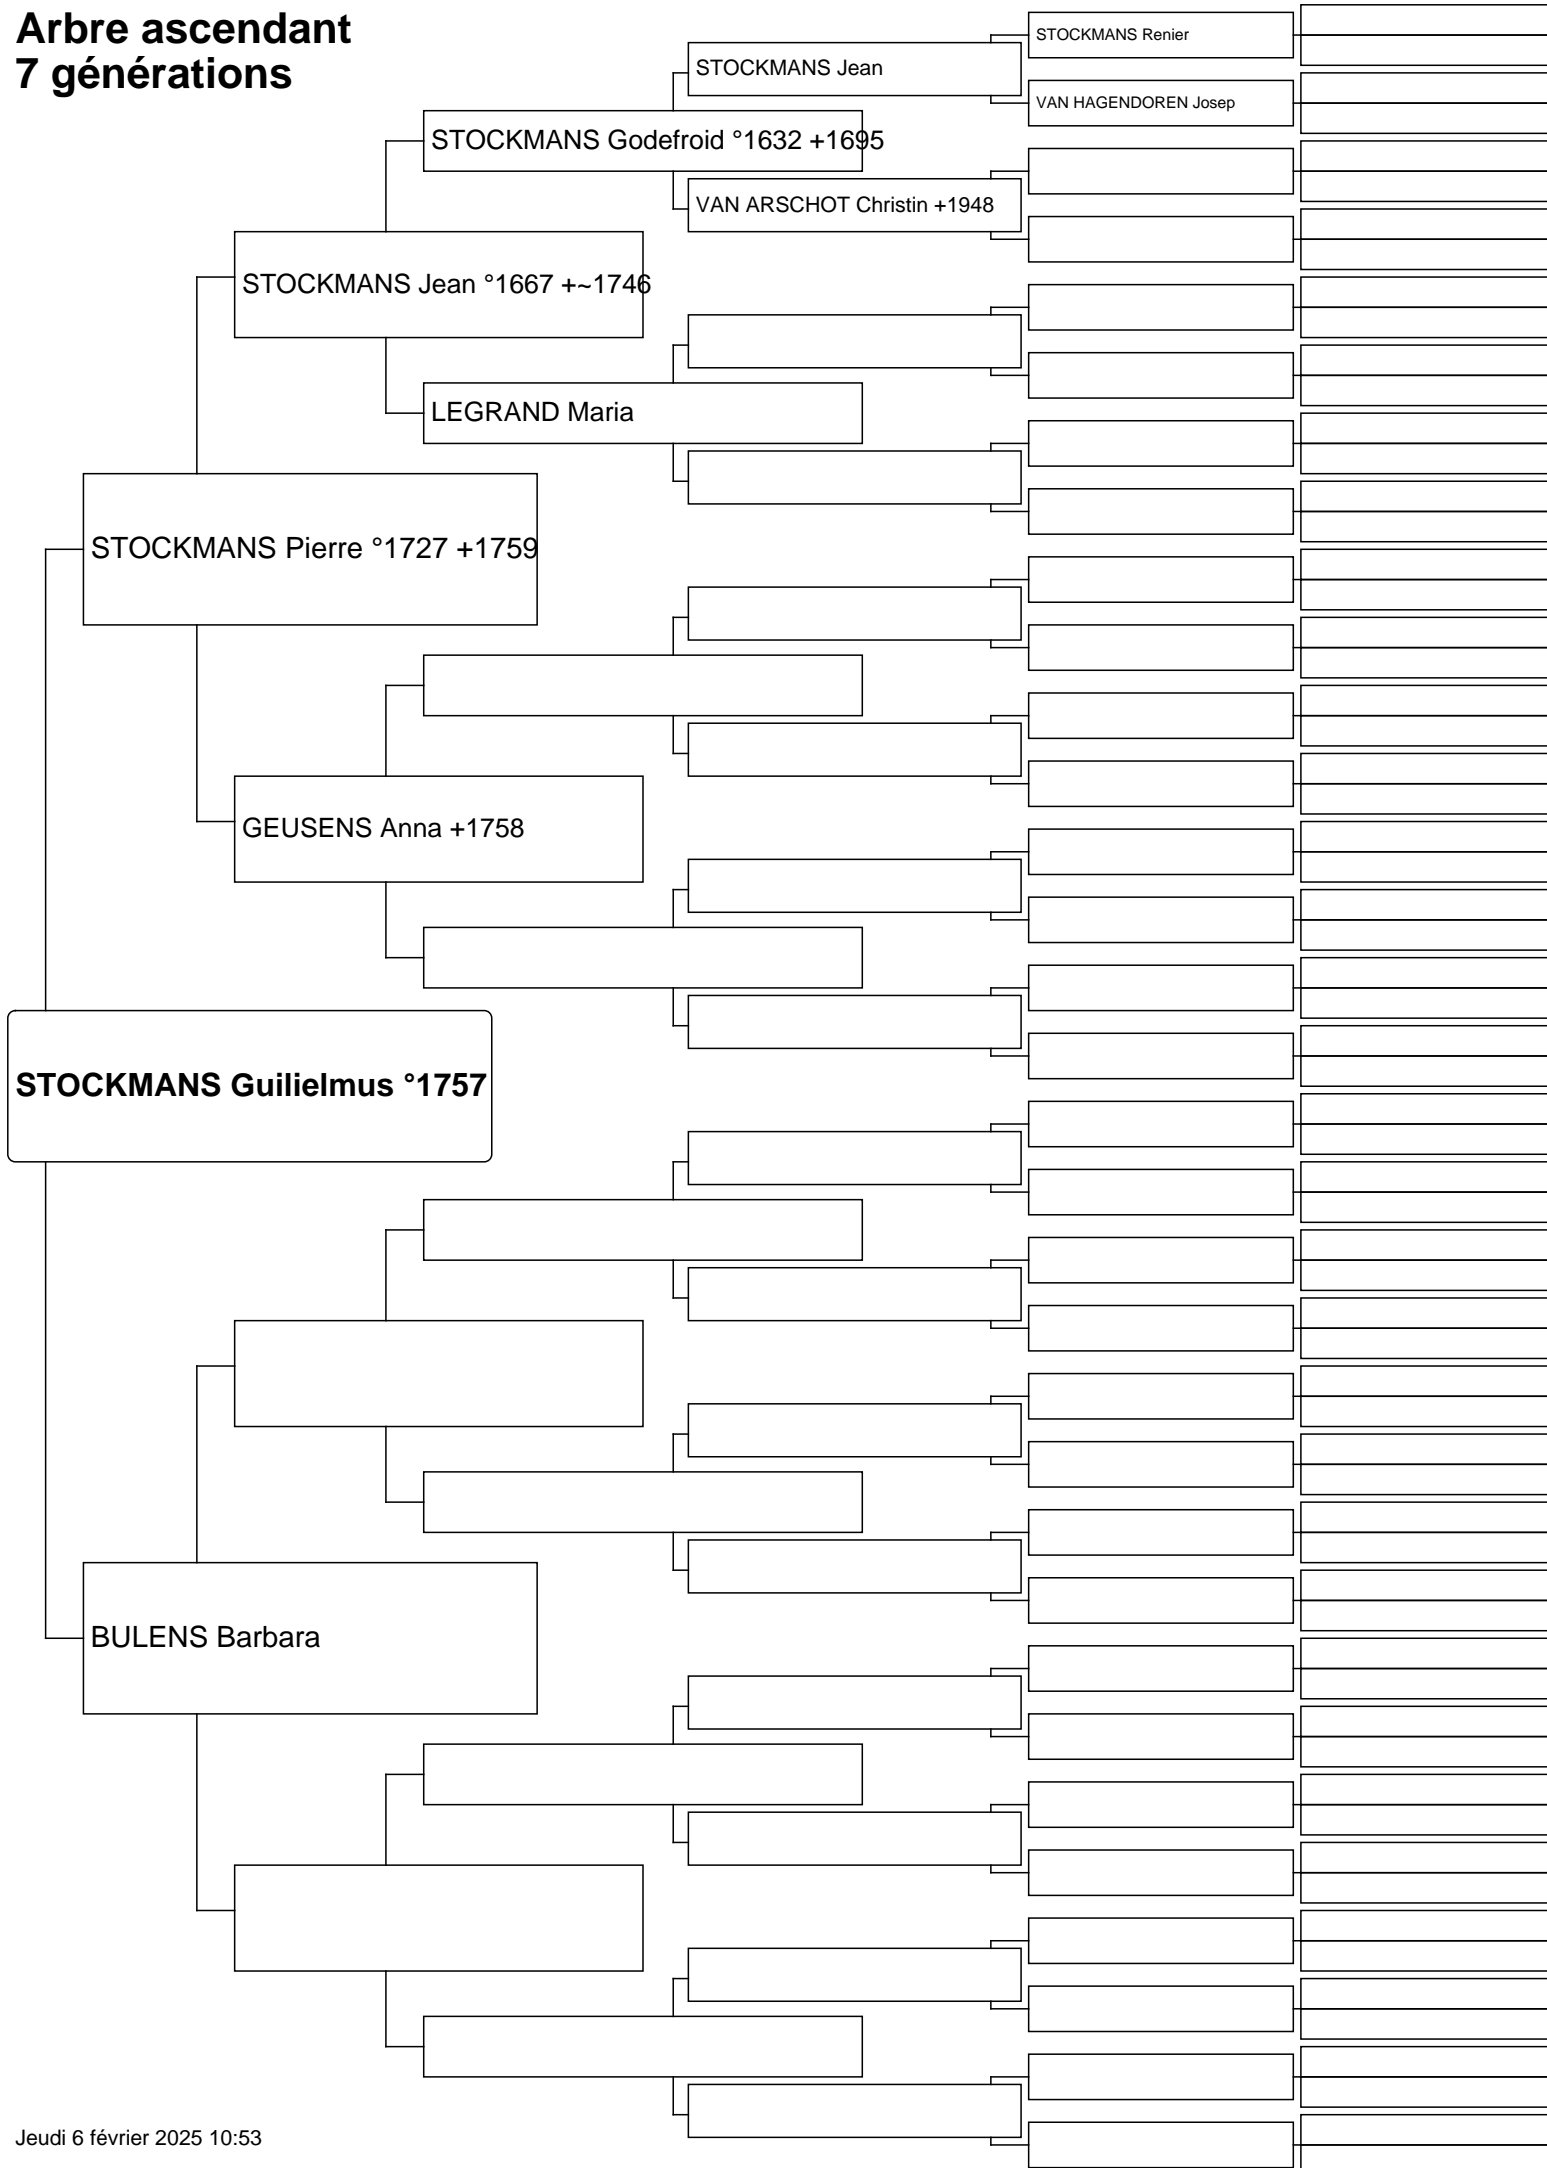 Arbre ascendant
7 générations
STOCKMANS Renier
STOCKMANS Jean
VAN HAGENDOREN Josep
STOCKMANS Godefroid °1632 +1695
VAN ARSCHOT Christin +1948
STOCKMANS Jean °1667 +~1746
LEGRAND Maria
STOCKMANS Pierre °1727 +1759
GEUSENS Anna +1758
STOCKMANS Guilielmus °1757
BULENS Barbara
Jeudi 6 février 2025 10:53